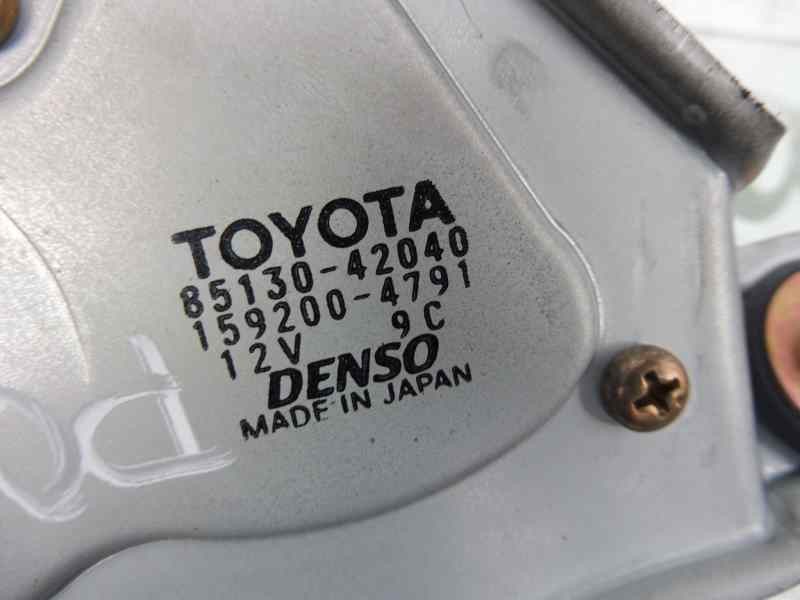 TOYOTA
85130-42040
159200-4791
12V 9C
DENSO
MADE IN JAPAN